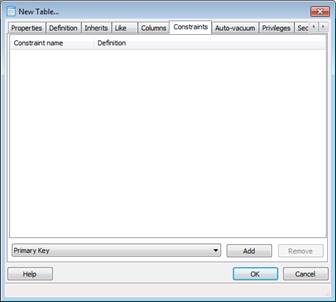 New Table...
Properties Definition Inherits Like Columns Constraints Auto-vacuum Privileges Sec
Constraint name Definition
Primary Key Add Remove
Help OK Cancel